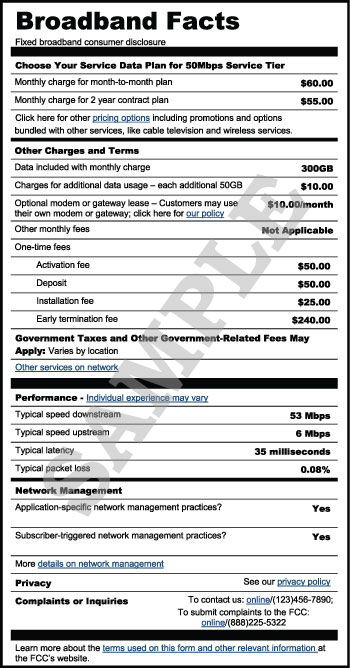 Broadband Facts
Fixed broadband consumer disclosure
Choose Your Service Data Plan for 50Mbps Service Tier
Monthly charge for month-to-month plan $60.00
Monthly charge for 2 year contract plan $55.00
Click here for other pricing options including promotions and options
bundled with other services, like cable television and wireless services.
Other Charges and Terms
Data included with monthly charge 300GB
Charges for additional data usage – each additional 50GB $10.00
Optional modem or gateway lease – Customers may use $10.00/month
their own modem or gateway; click here for our policy
Other monthly fees Not Applicable
One-time fees
Activation fee $50.00
Deposit $50.00
Installation fee $25.00
Early termination fee $240.00
Government Taxes and Other Government-Related Fees May
Apply: Varies by location
Other services on network
Performance - Individual experience may vary
Typical speed downstream 53 Mbps
Typical speed upstream 6 Mbps
Typical latency 35 milliseconds
Typical packet loss 0.08%
Network Management
Application-specific network management practices? Yes
Subscriber-triggered network management practices? Yes
More details on network management
Privacy See our privacy policy
Complaints or Inquiries To contact us: online/(123)456-7890;
To submit complaints to the FCC:
online/(888)225-5322
Learn more about the terms used on this form and other relevant information at
the FCC's website.
SAMPLE